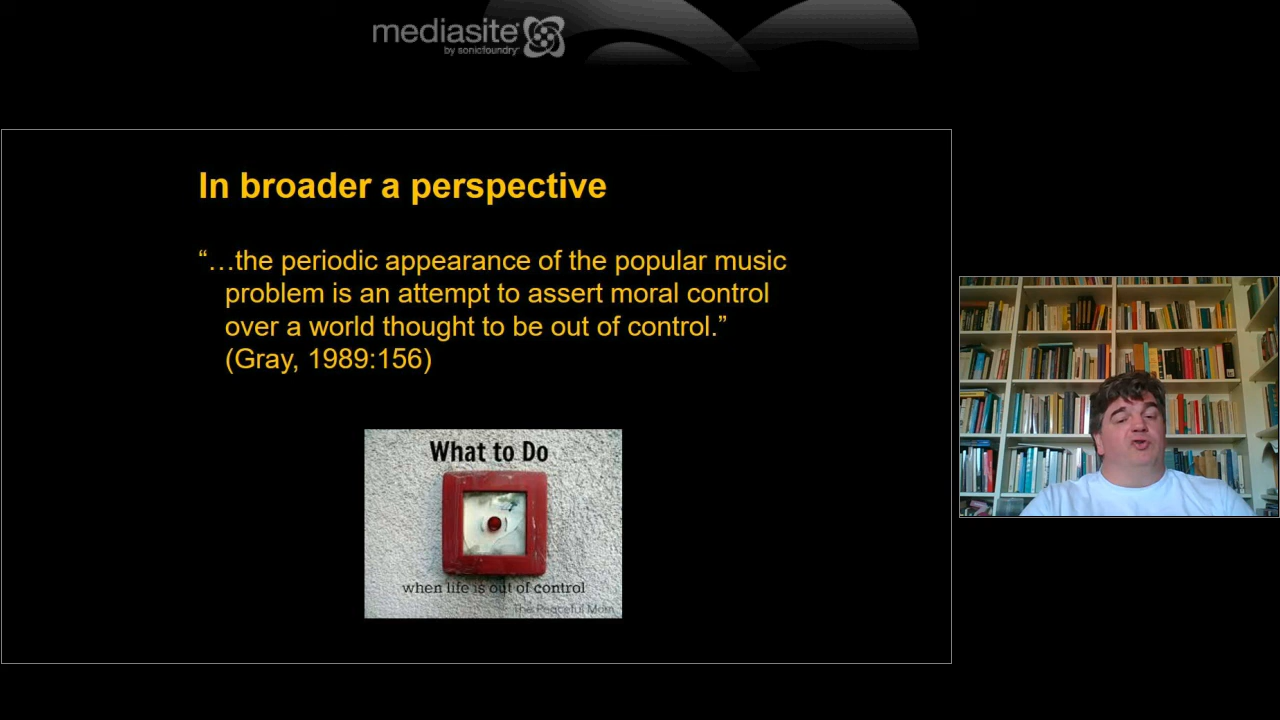 mediasite
by sonicfoundry
In broader a perspective
“…the periodic appearance of the popular music
problem is an attempt to assert moral control
over a world thought to be out of control.”
(Gray, 1989:156)
What to Do
when life is out of control
The Peaceful Mom